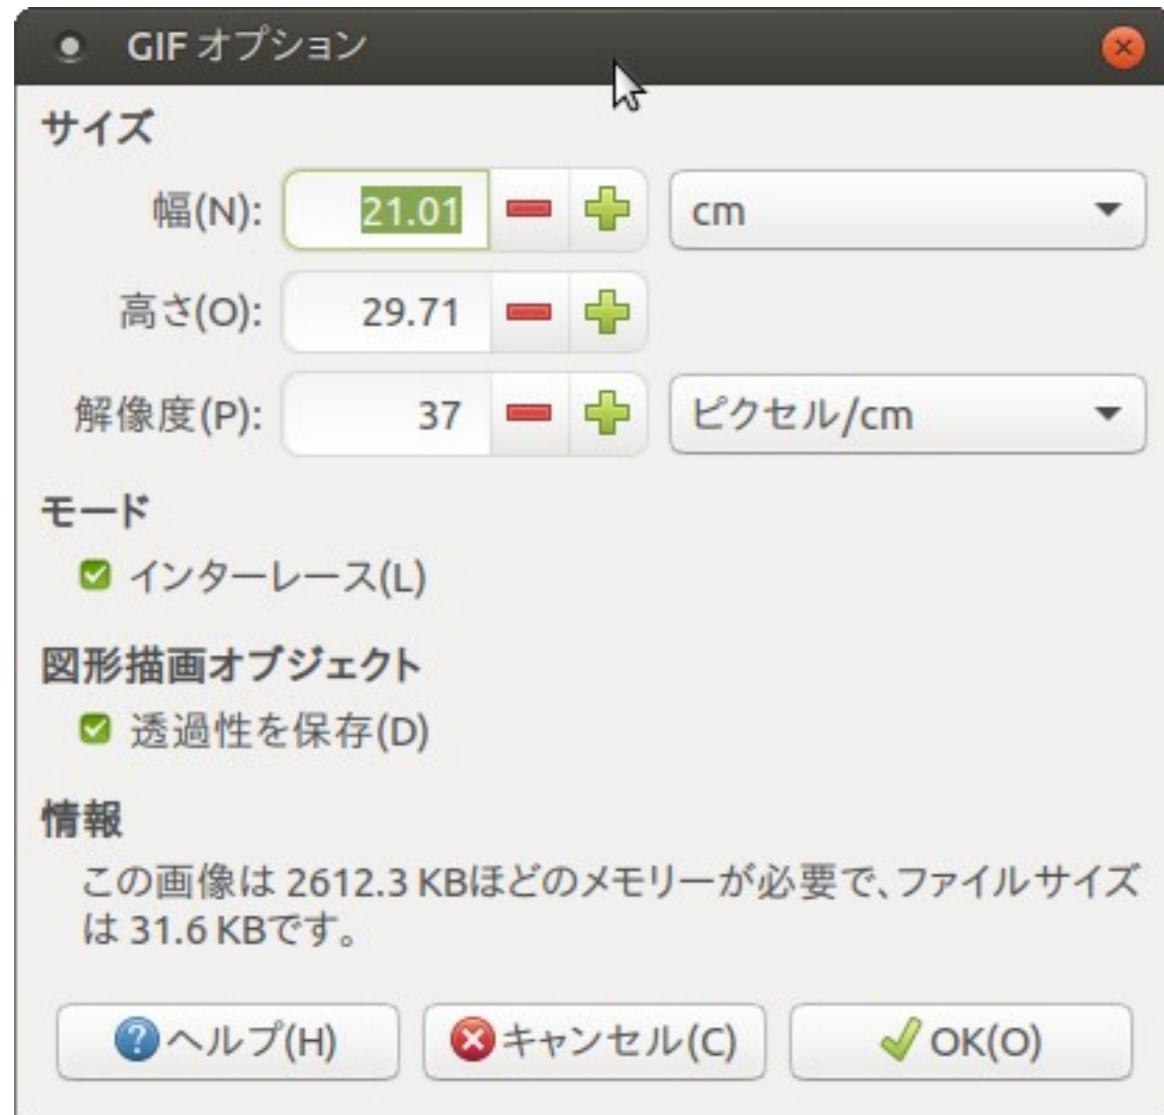 GIF オプション
サイズ
幅(N): 21.01 cm
高さ(O): 29.71
解像度(P): 37 ピクセル/cm
モード
インターレース(L)
図形描画オブジェクト
透過性を保存(D)
情報
この画像は 2612.3 KBほどのメモリーが必要で、ファイルサイズ
は 31.6 KBです。
ヘルプ(H) キャンセル(C) OK(O)